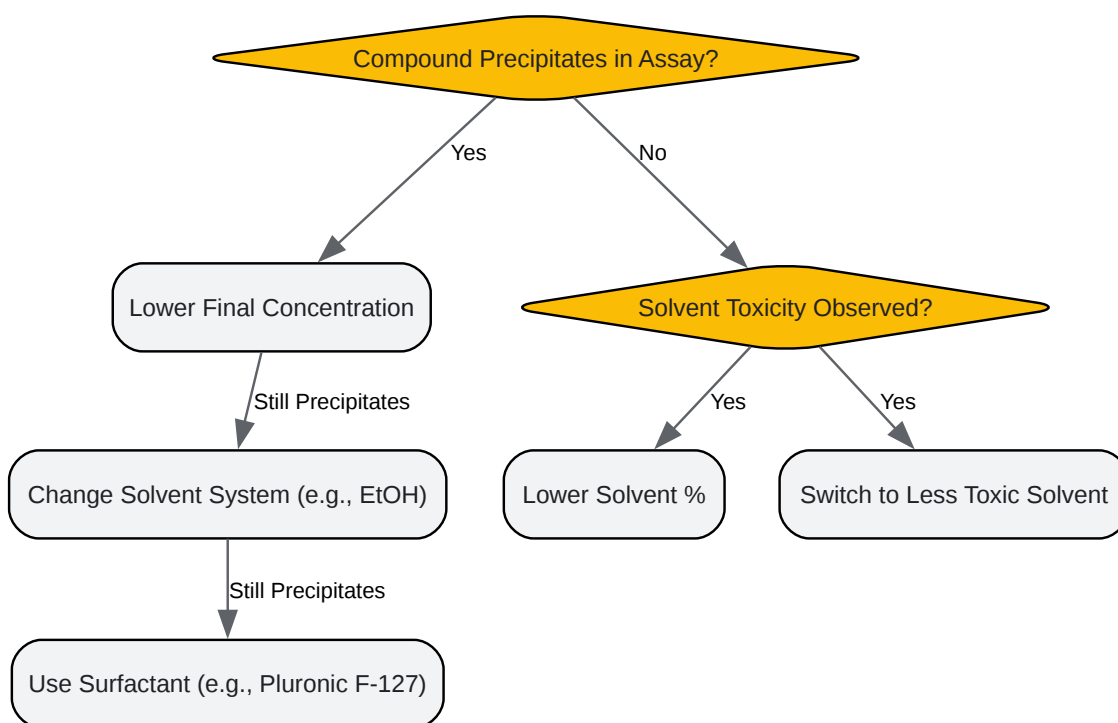 Compound Precipitates in Assay?
Yes
No
Lower Final Concentration
Solvent Toxicity Observed?
Still Precipitates
Yes
Yes
Change Solvent System (e.g., EtOH)
Lower Solvent %
Switch to Less Toxic Solvent
Still Precipitates
Use Surfactant (e.g., Pluronic F-127)